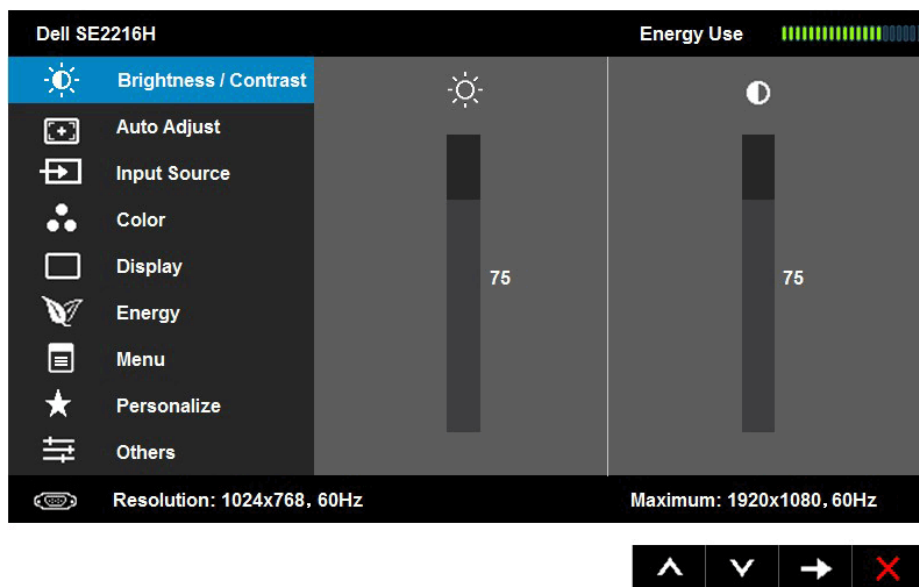 Dell SE2216H Energy Use
Brightness / Contrast
Auto Adjust
Input Source
Color
Display
75 75
Energy
Menu
Personalize
Others
Resolution: 1024x768, 60Hz Maximum: 1920x1080, 60Hz